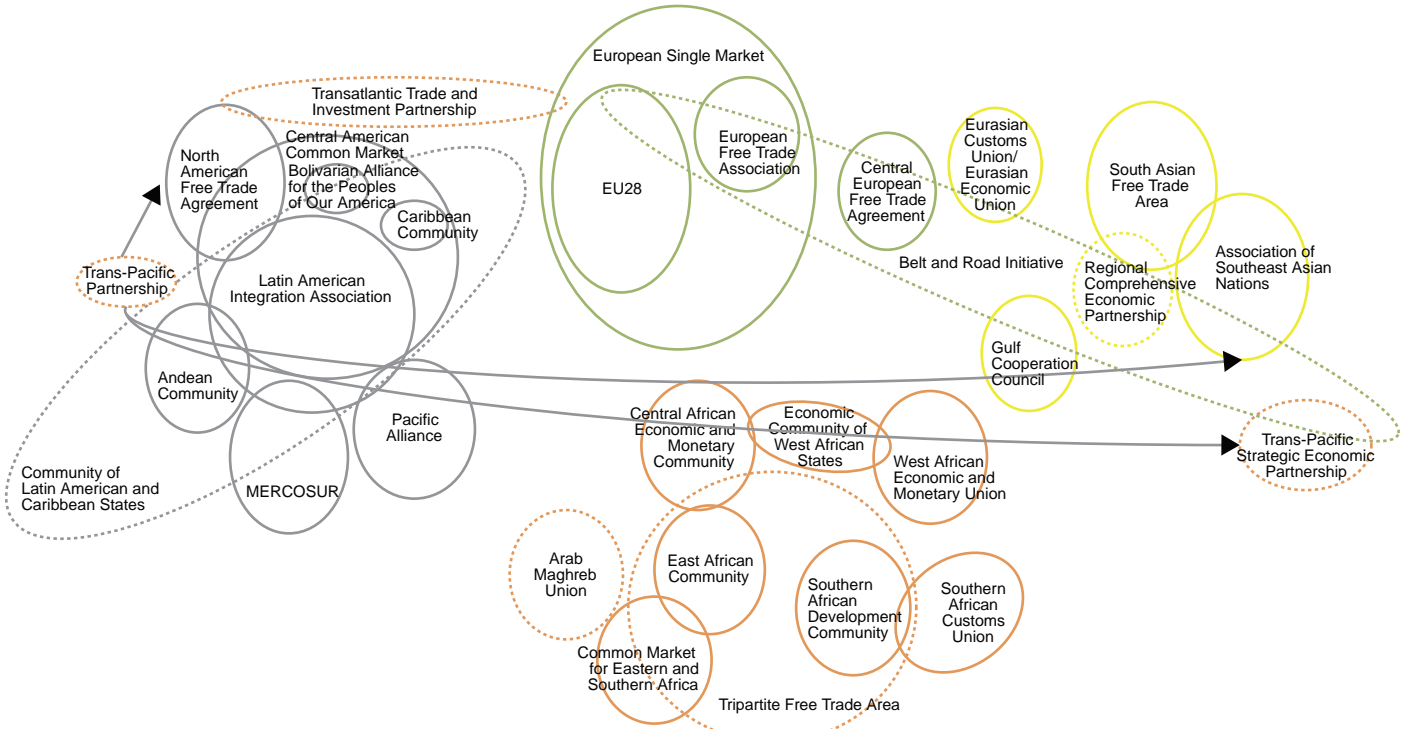 European Single Market
Transatlantic Trade and
Investment Partnership
North
American
Free Trade
Agreement
Central American
Common Market
Bolivarian Alliance
for the Peoples
of Our America
Caribbean
Community
EU28
European
Free Trade
Association
Central
European
Free Trade
Agreement
Eurasian
Customs
Union/
Eurasian
Economic
Union
South Asian
Free Trade
Area
Trans-Pacific
Partnership
Latin American
Integration Association
Belt and Road Initiative
Regional
Comprehensive
Economic
Partnership
Association of
Southeast Asian
Nations
Gulf
Cooperation
Council
Andean
Community
Pacific
Alliance
Central African
Economic and
Monetary
Community
Economic
Community of
West African
States
West African
Economic and
Monetary Union
Trans-Pacific
Strategic Economic
Partnership
Community of
Latin American and
Caribbean States
MERCOSUR
Arab
Maghreb
Union
East African
Community
Southern
African
Development
Community
Southern
African
Customs
Union
Common Market
for Eastern and
Southern Africa
Tripartite Free Trade Area